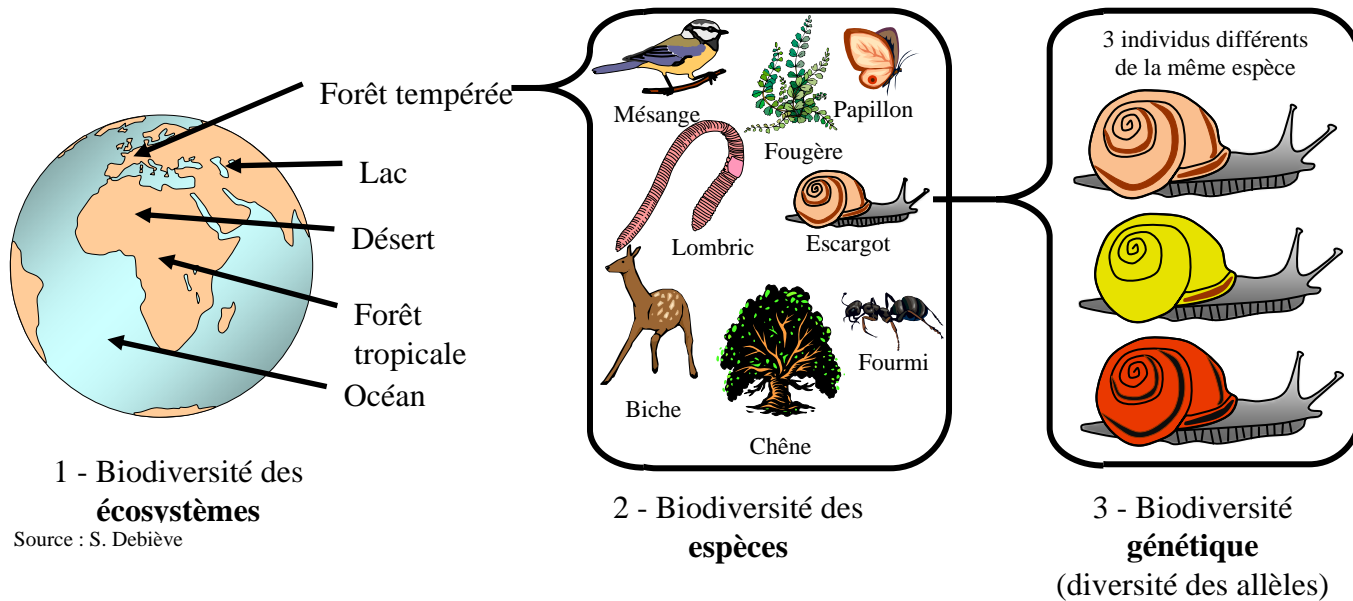 Forêt tempérée
Lac
Désert
Forêt
tropicale
Océan
1 - Biodiversité des
écosystèmes
Source : S. Debiève
Mésange
Fougère
Papillon
Lombric
Escargot
Biche
Chêne
Fourmi
2 - Biodiversité des
espèces
3 individus différents
de la même espèce
3 - Biodiversité
génétique
(diversité des allèles)